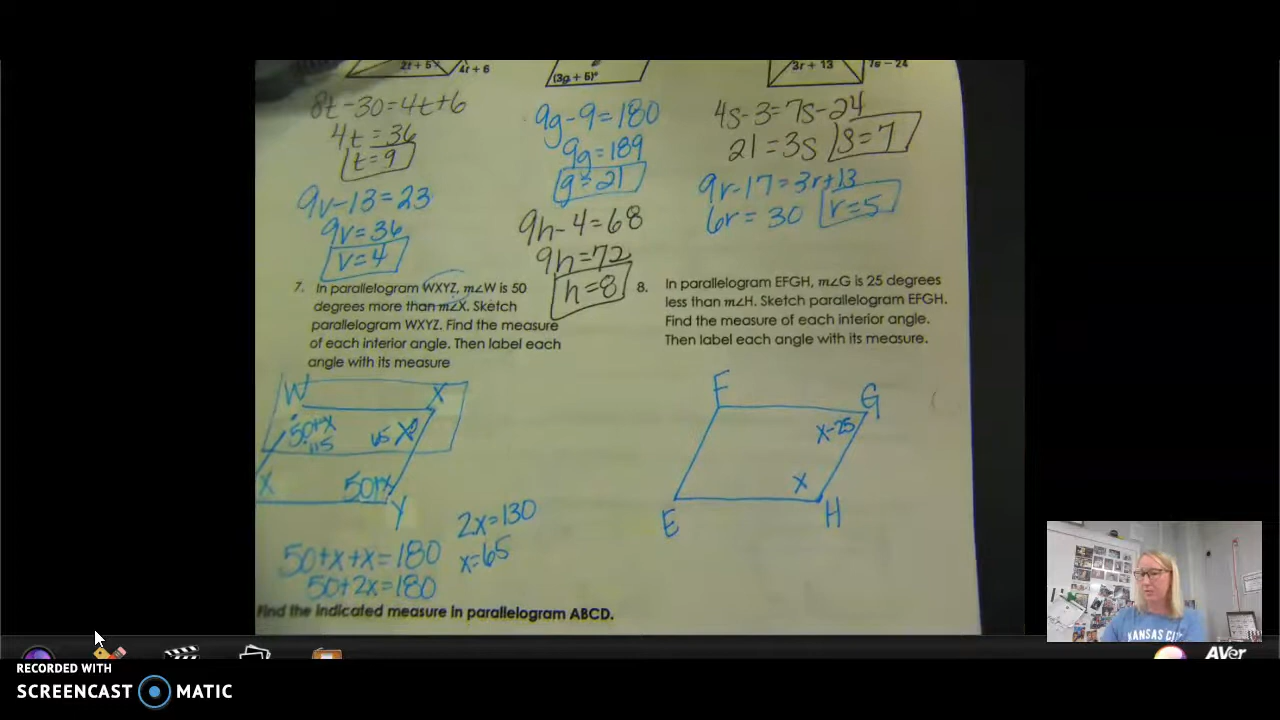 2t + 5
4t + 6
(3g + 6)°
3r + 13
7s - 24
8t - 30 = 4t + 6
4t = 36
t = 9
9v - 13 = 23
9v = 36
v = 4
9g - 9 = 180
9g = 189
g = 21
9h - 4 = 68
9h = 72
h = 8
4s - 3 = 7s - 24
21 = 3s s = 7
9r - 17 = 3r + 13
6r = 30 r = 5
7. In parallelogram WXYZ, m∠W is 50
degrees more than m∠X. Sketch
parallelogram WXYZ. Find the measure
of each interior angle. Then label each
angle with its measure
8. In parallelogram EFGH, m∠G is 25 degrees
less than m∠H. Sketch parallelogram EFGH.
Find the measure of each interior angle.
Then label each angle with its measure.
W X
50+x 65 X
115
X 50+x
Y
50+x+x=180
50+2x=180
2x=130
x=65
F G
x-25
x
E H
Find the indicated measure in parallelogram ABCD.
KANSAS CITY
AVer
RECORDED WITH
SCREENCAST MATIC